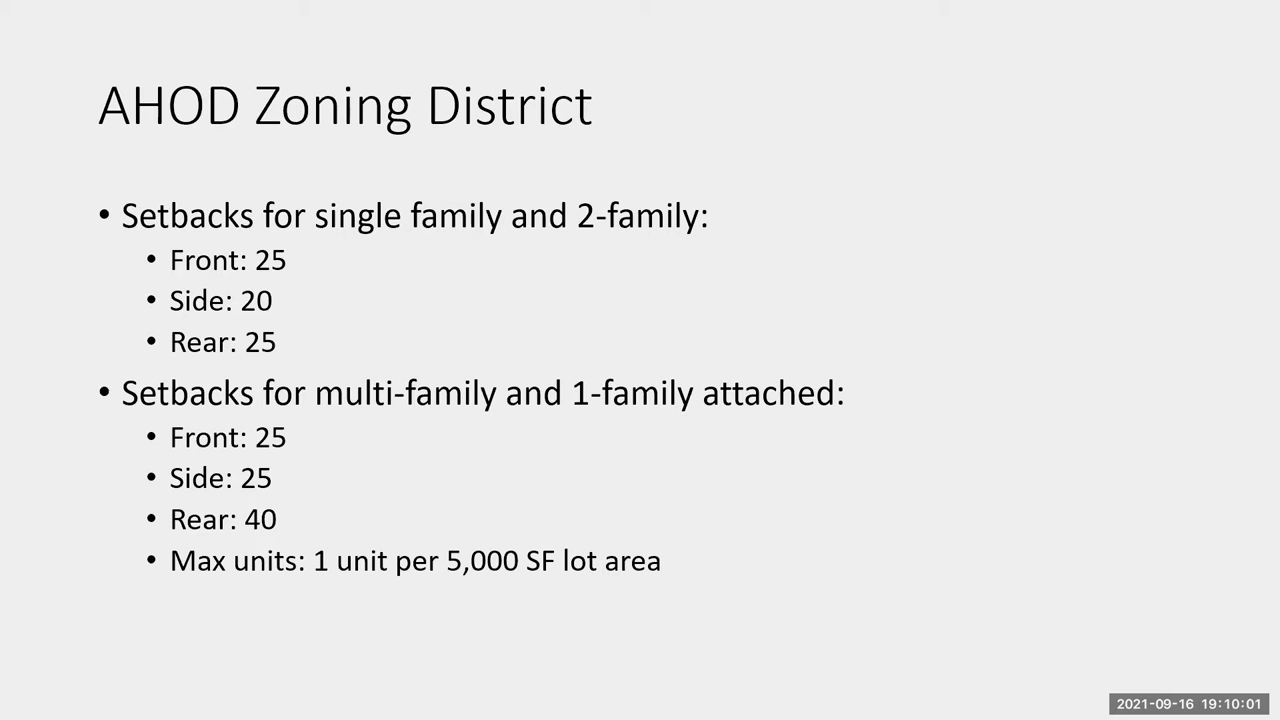 AHOD Zoning District
• Setbacks for single family and 2-family:
• Front: 25
• Side: 20
• Rear: 25
• Setbacks for multi-family and 1-family attached:
• Front: 25
• Side: 25
• Rear: 40
• Max units: 1 unit per 5,000 SF lot area
2021-09-16 19:10:01